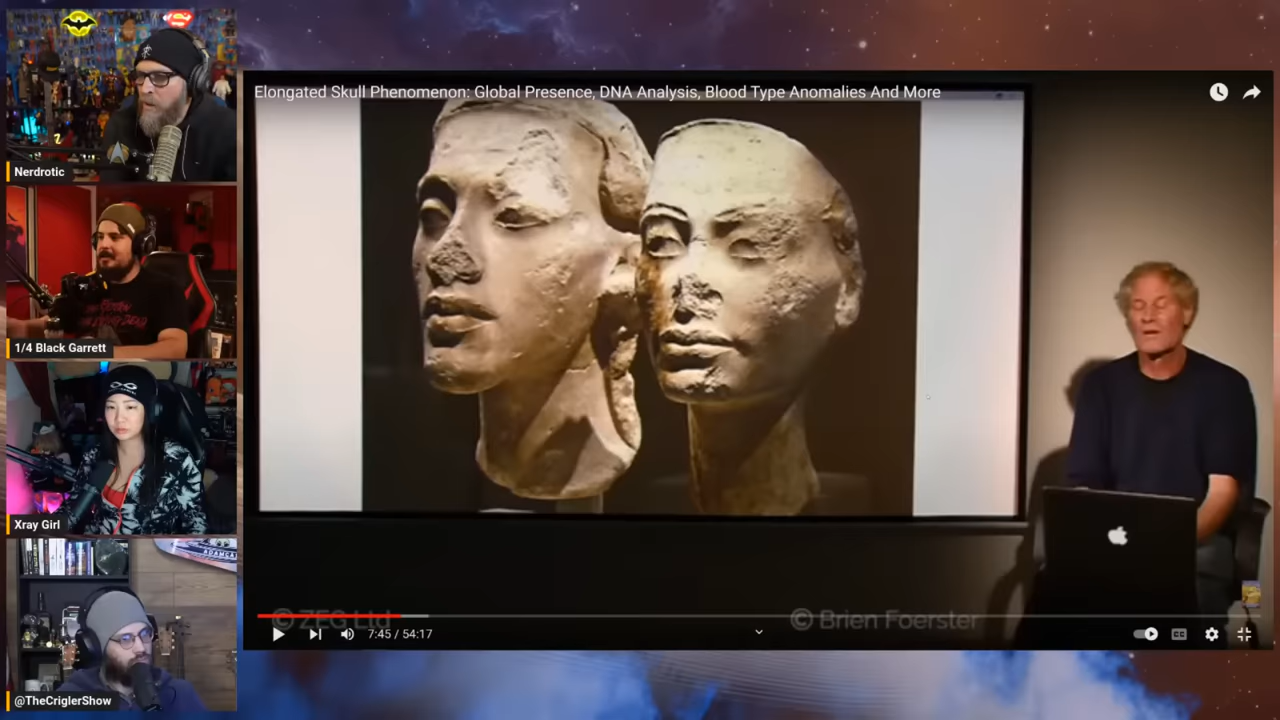 Nerdrotic
1/4 Black Garrett
Xray Girl
@TheCriglerShow
Elongated Skull Phenomenon: Global Presence, DNA Analysis, Blood Type Anomalies And More
© ZEG Ltd
© Brien Foerster
7:45 / 54:17